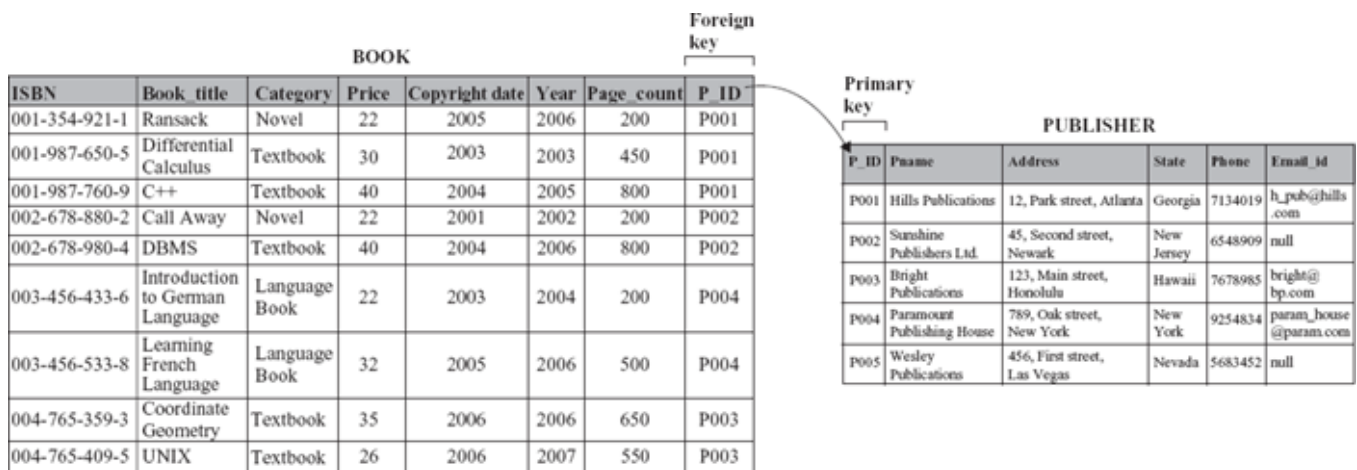 Foreign
key
BOOK
ISBN Book_title Category Price Copyright date Year Page_count P_ID
001-354-921-1 Ransack Novel 22 2005 2006 200 P001
001-987-650-5 Differential Calculus Textbook 30 2003 2003 450 P001
001-987-760-9 C++ Textbook 40 2004 2005 800 P001
002-678-880-2 Call Away Novel 22 2001 2002 200 P002
002-678-980-4 DBMS Textbook 40 2004 2006 800 P002
003-456-433-6 Introduction to German Language Language Book 22 2003 2004 200 P004
003-456-533-8 Learning French Language Language Book 32 2005 2006 500 P004
004-765-359-3 Coordinate Geometry Textbook 35 2006 2006 650 P003
004-765-409-5 UNIX Textbook 26 2006 2007 550 P003
Primary
key
PUBLISHER
P_ID Pname Address State Phone Email_id
P001 Hills Publications 12, Park street, Atlanta Georgia 7134019 h_pub@hills.com
P002 Sunshine Publishers Ltd. 45, Second street, Newark New Jersey 6548909 null
P003 Bright Publications 123, Main street, Honolulu Hawaii 7678985 bright@bp.com
P004 Paramount Publishing House 789, Oak street, New York New York 9254834 param_house@param.com
P005 Wesley Publications 456, First street, Las Vegas Nevada 5683452 null